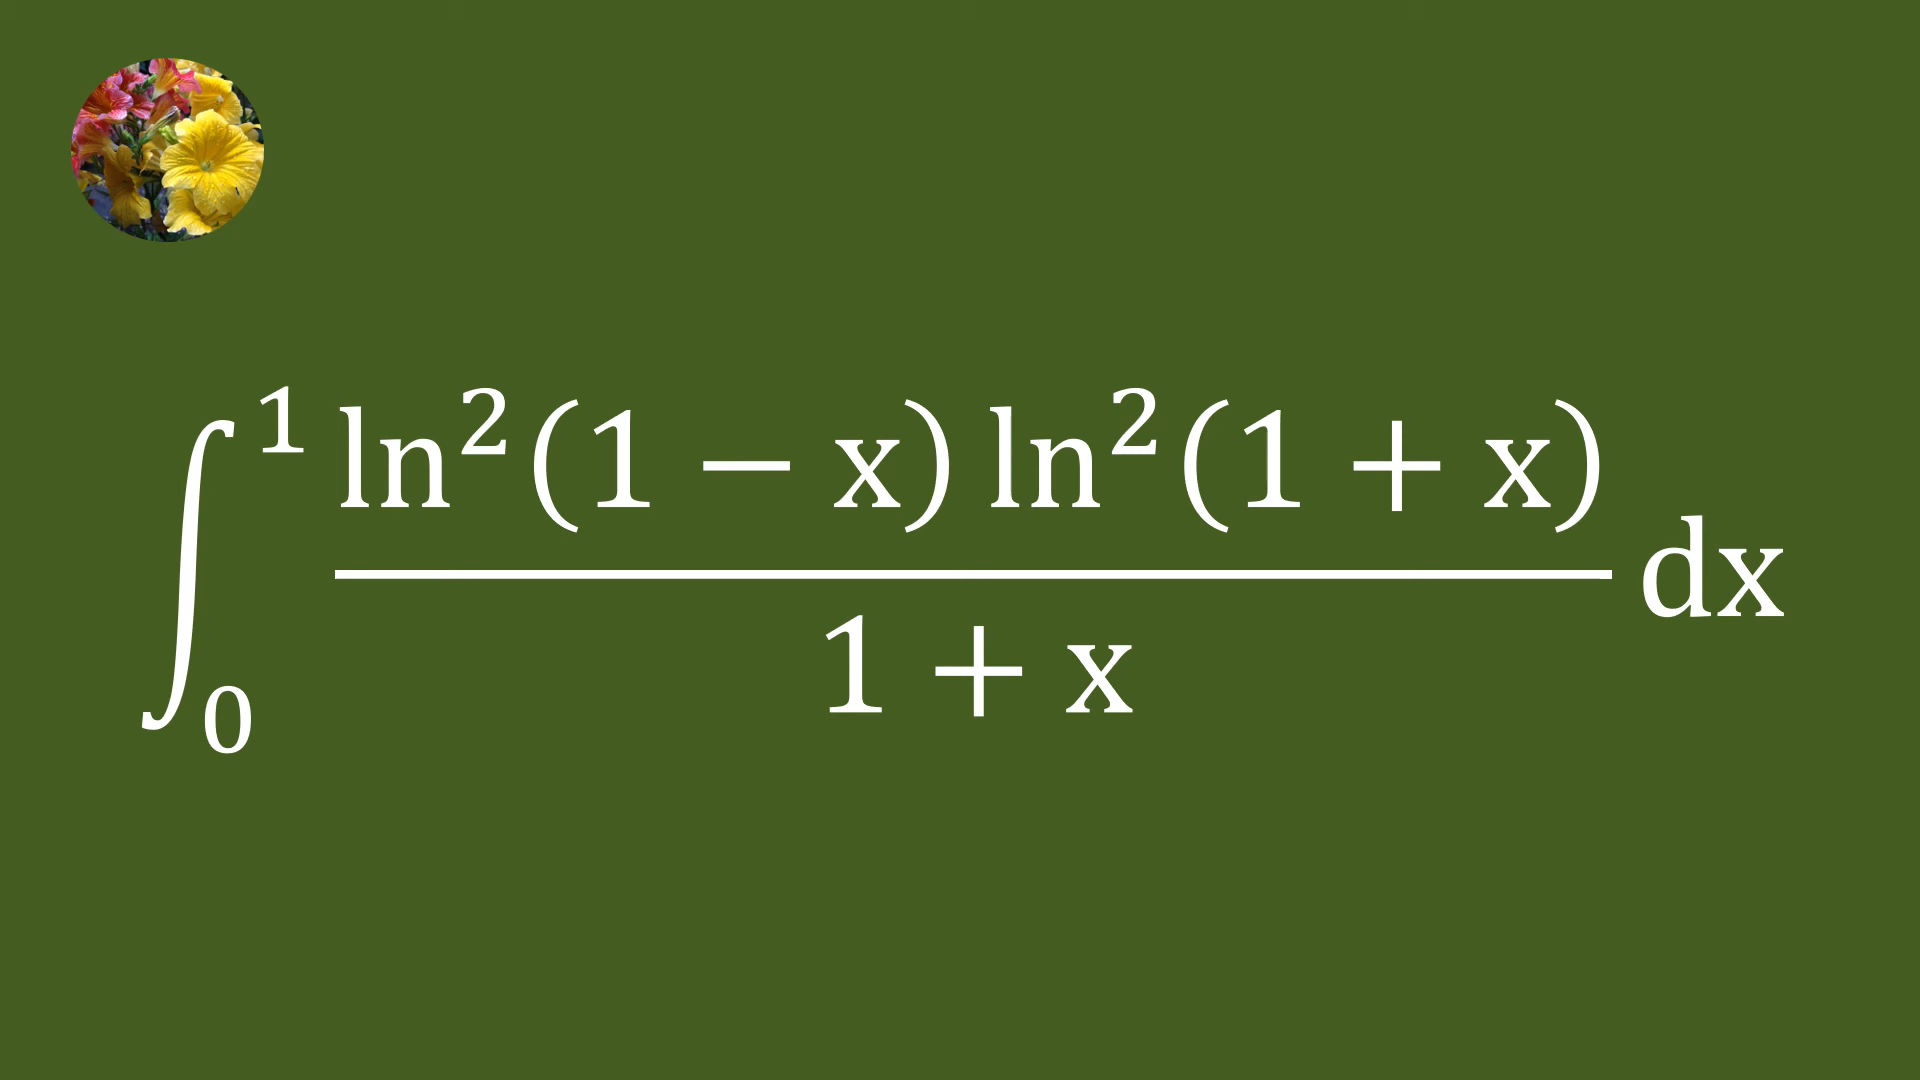 ∫₀¹ ln²(1 − x) ln²(1 + x) / (1 + x) dx